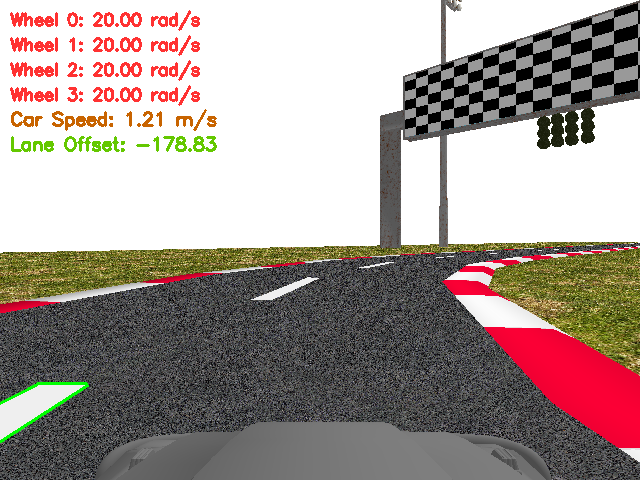 Wheel 0: 20.00 rad/s
Wheel 1: 20.00 rad/s
Wheel 2: 20.00 rad/s
Wheel 3: 20.00 rad/s
Car Speed: 1.21 m/s
Lane Offset: -178.83